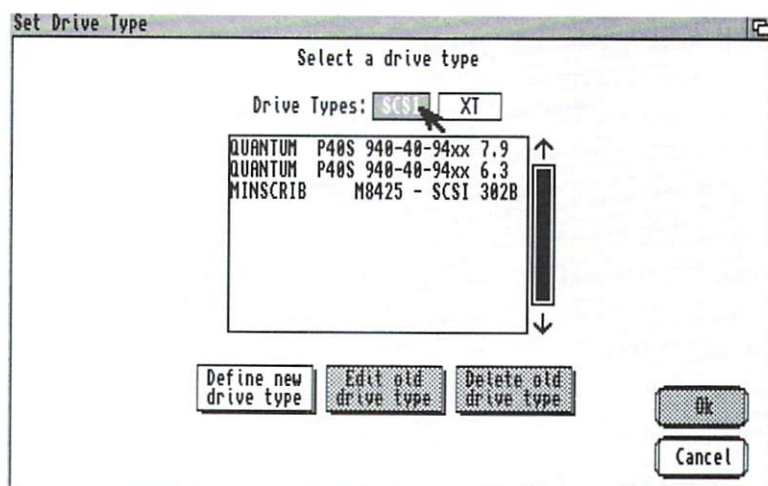 Set Drive Type
Select a drive type
Drive Types: SCSI XT
QUANTUM P40S 940-40-94xx 7.9
QUANTUM P40S 940-40-94xx 6.3
MINSCRIB M8425 - SCSI 302B
Define new drive type
Edit old drive type
Delete old drive type
Ok
Cancel